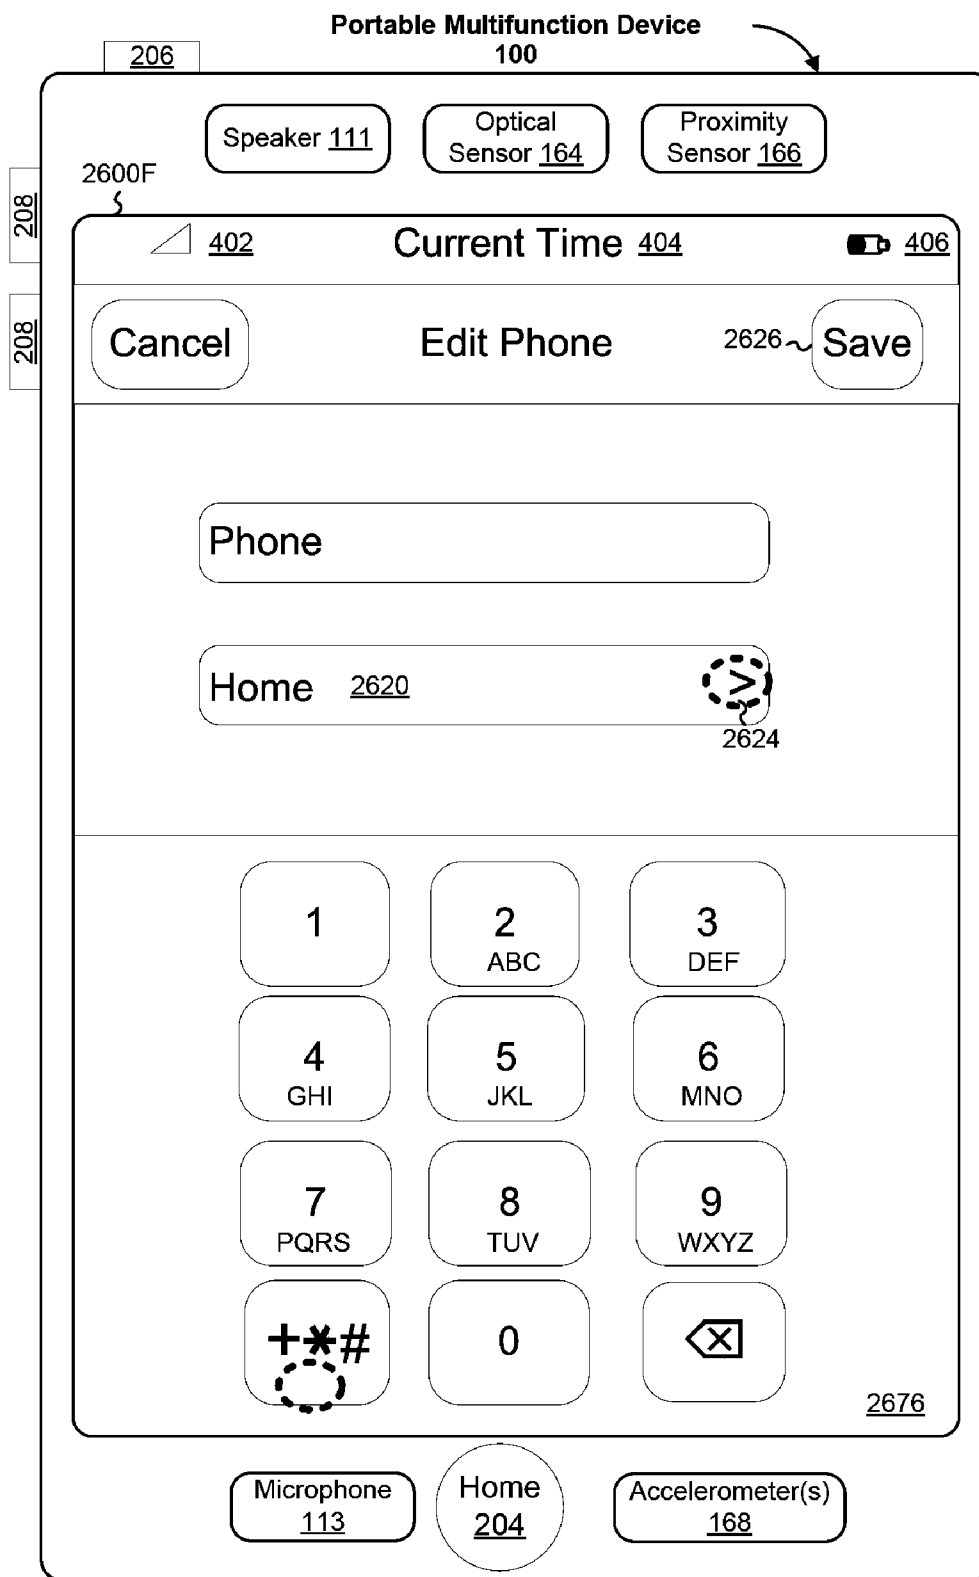 Portable Multifunction Device
100
206
Speaker 111
Optical
Sensor 164
Proximity
Sensor 166
2600F
208
402
Current Time 404
406
208
Cancel
Edit Phone
2626
Save
Phone
Home 2620 >
2624
1
2
ABC
3
DEF
4
GHI
5
JKL
6
MNO
7
PQRS
8
TUV
9
WXYZ
+*#
0
2676
Microphone
113
Home
204
Accelerometer(s)
168